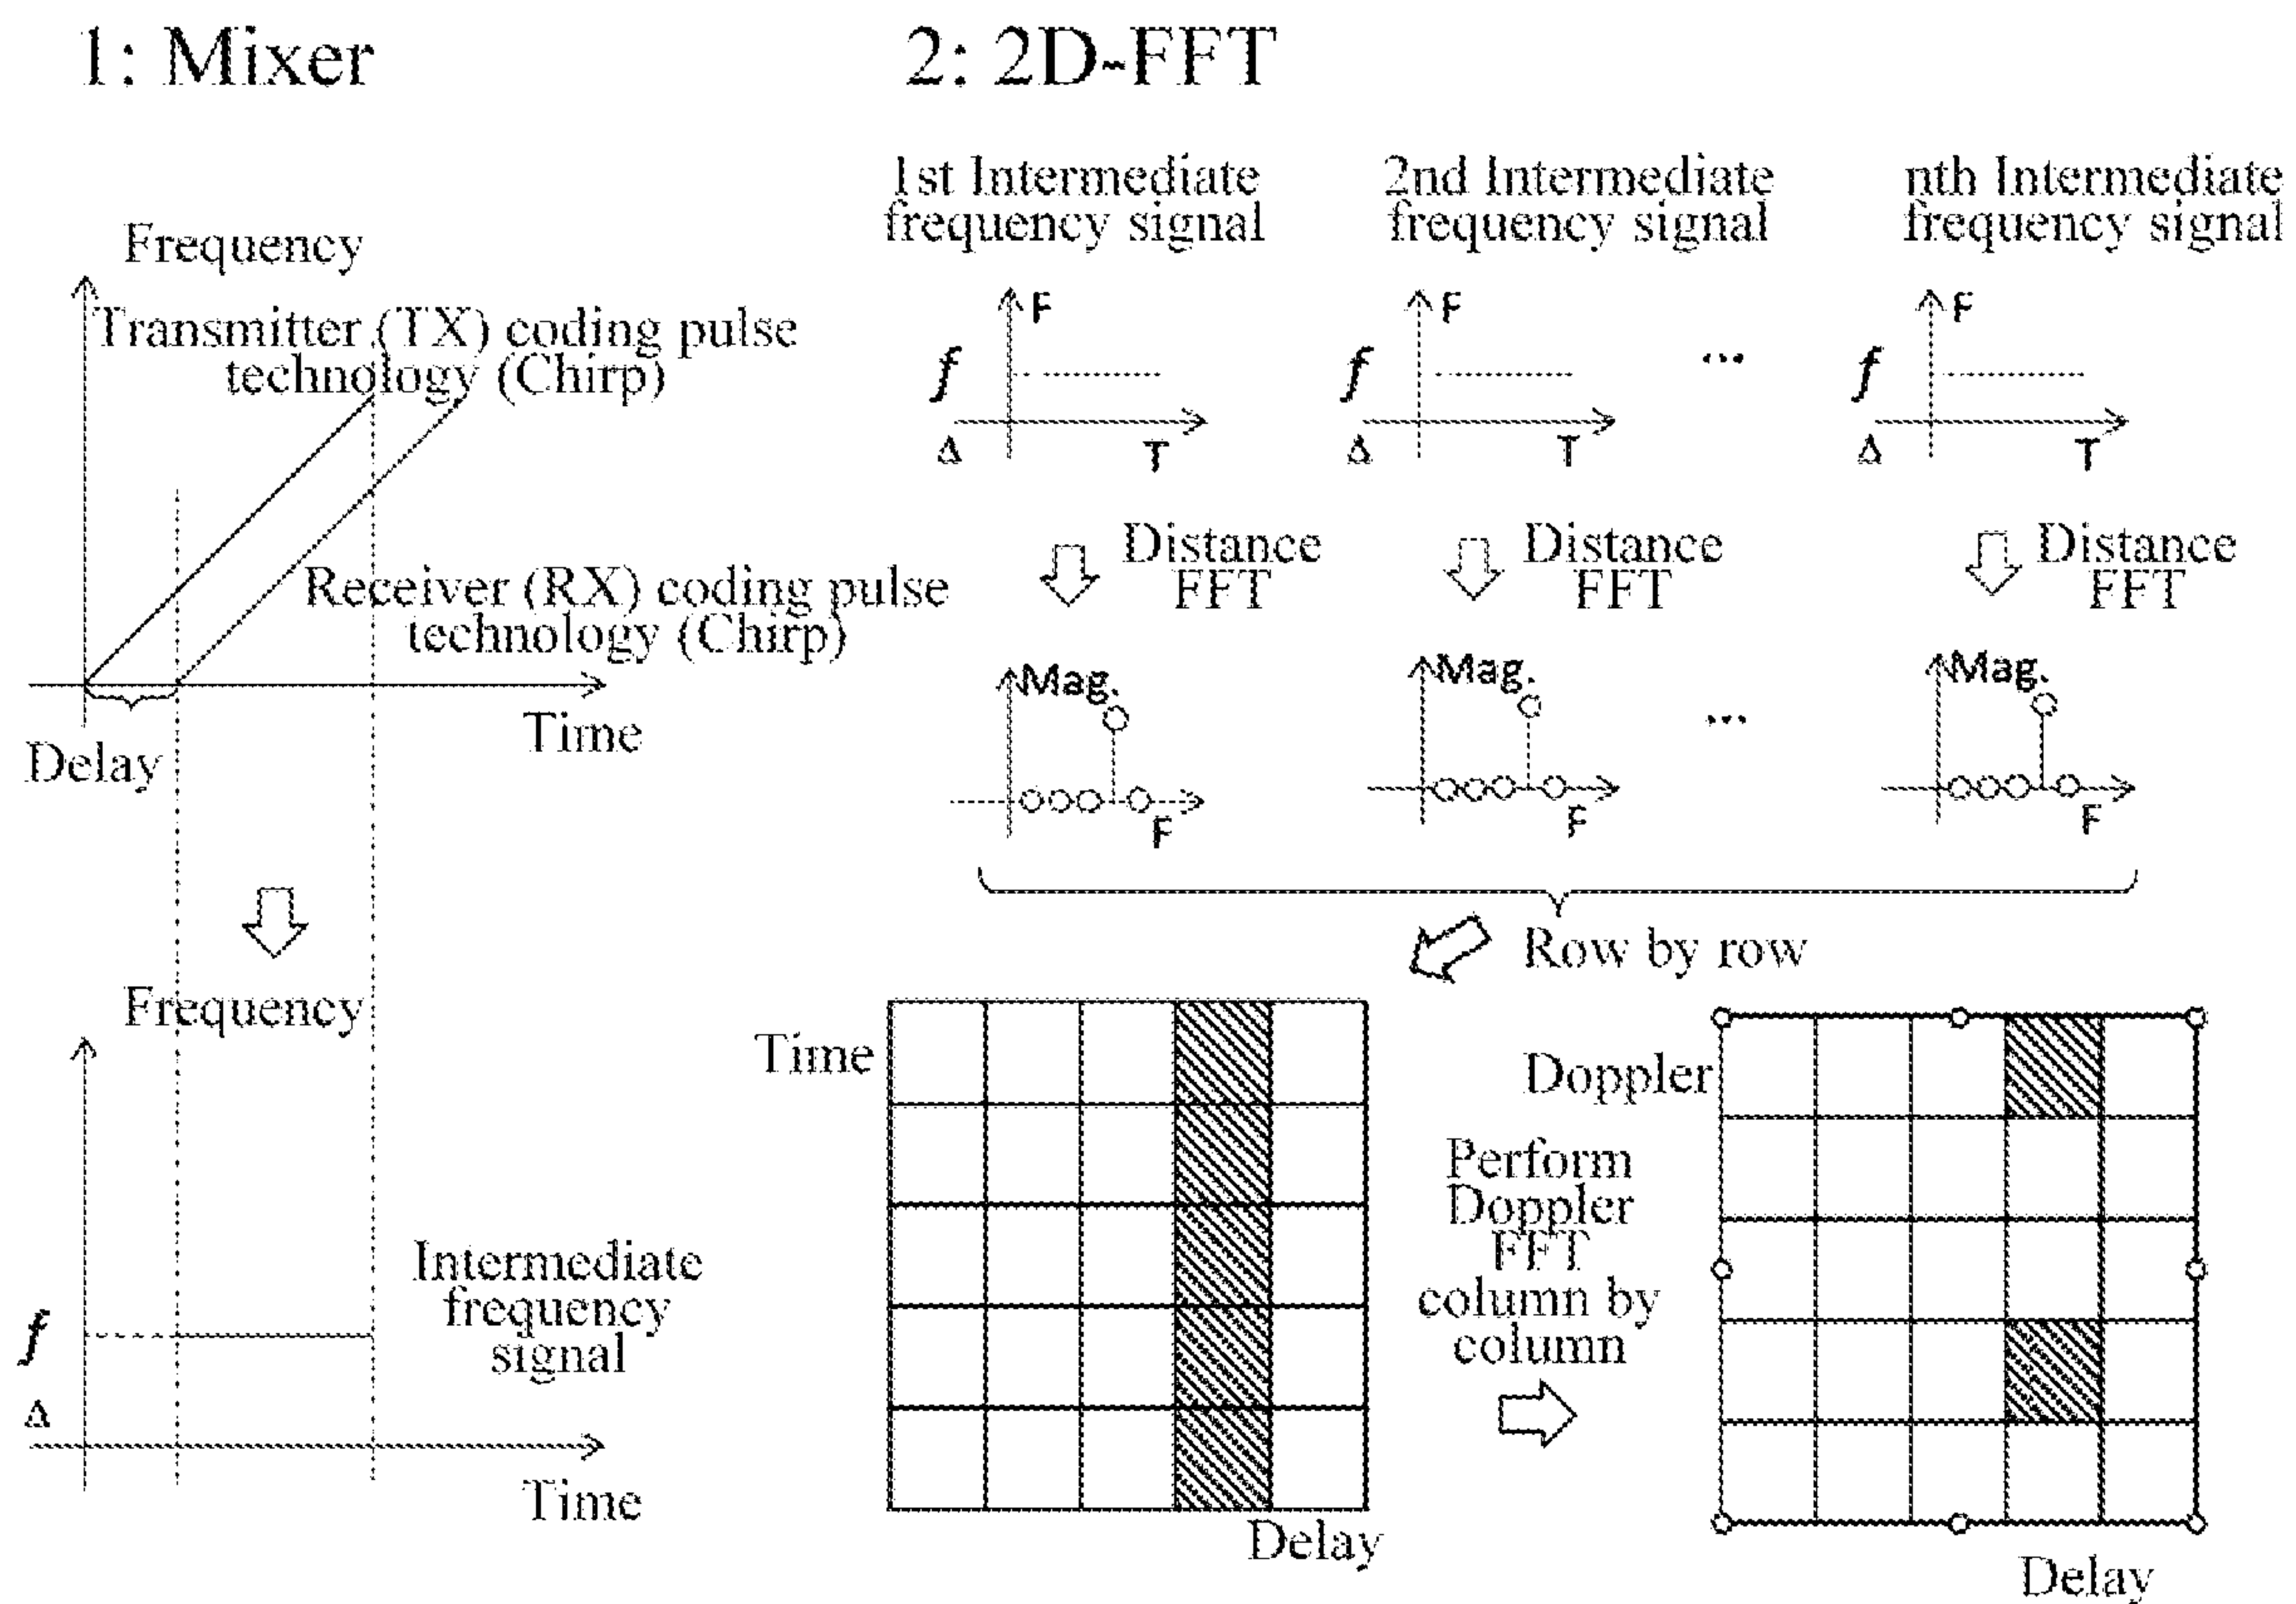 1: Mixer
Frequency
Transmitter (TX) coding pulse
technology (Chirp)
Receiver (RX) coding pulse
technology (Chirp)
Time
Delay
Frequency
Intermediate
frequency
signal
f
Δ
Time
2: 2D-FFT
1st Intermediate
frequency signal
2nd Intermediate
frequency signal
nth Intermediate
frequency signal
F
f
Δ
T
F
f
Δ
T
...
F
f
Δ
T
Distance
FFT
Distance
FFT
Distance
FFT
Mag.
F
Mag.
F
...
Mag.
F
Row by row
Time
Delay
Perform
Doppler
FFT
column by
column
Doppler
Delay